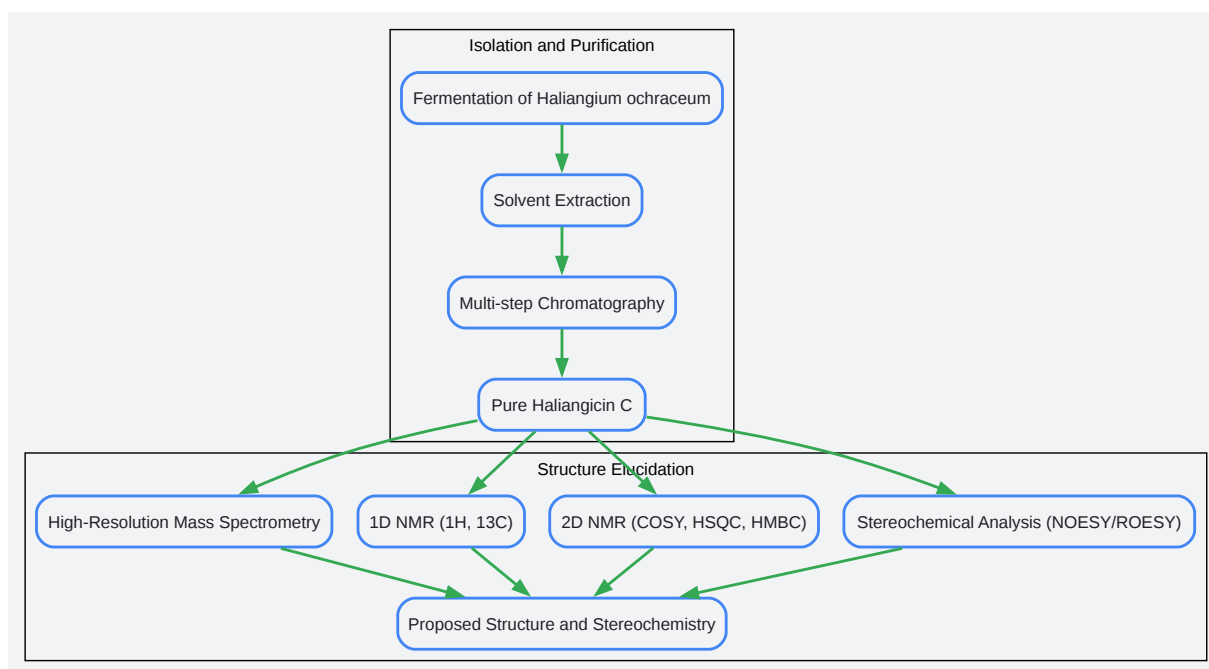 Isolation and Purification
Fermentation of Haliangium ochraceum
Solvent Extraction
Multi-step Chromatography
Pure Haliangicin C
Structure Elucidation
High-Resolution Mass Spectrometry
1D NMR (1H, 13C)
2D NMR (COSY, HSQC, HMBC)
Stereochemical Analysis (NOESY/ROESY)
Proposed Structure and Stereochemistry